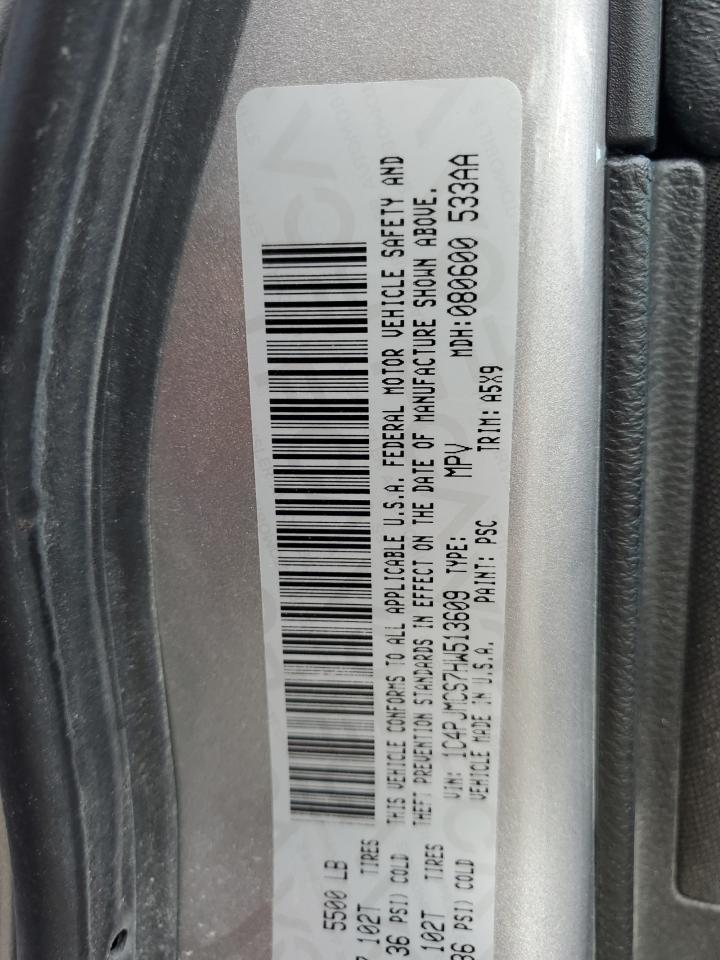 5500 LB
102T TIRES
36 PSI) COLD
102T TIRES
36 PSI) COLD
THIS VEHICLE CONFORMS TO ALL APPLICABLE U.S.A. FEDERAL MOTOR VEHICLE SAFETY AND
THEFT PREVENTION STANDARDS IN EFFECT ON THE DATE OF MANUFACTURE SHOWN ABOVE.
VIN: 1C4PJMCS7HW513609 TYPE: MPV MDH:080600 533AA
VEHICLE MADE IN U.S.A. PAINT: PSC TRIM: A5X9